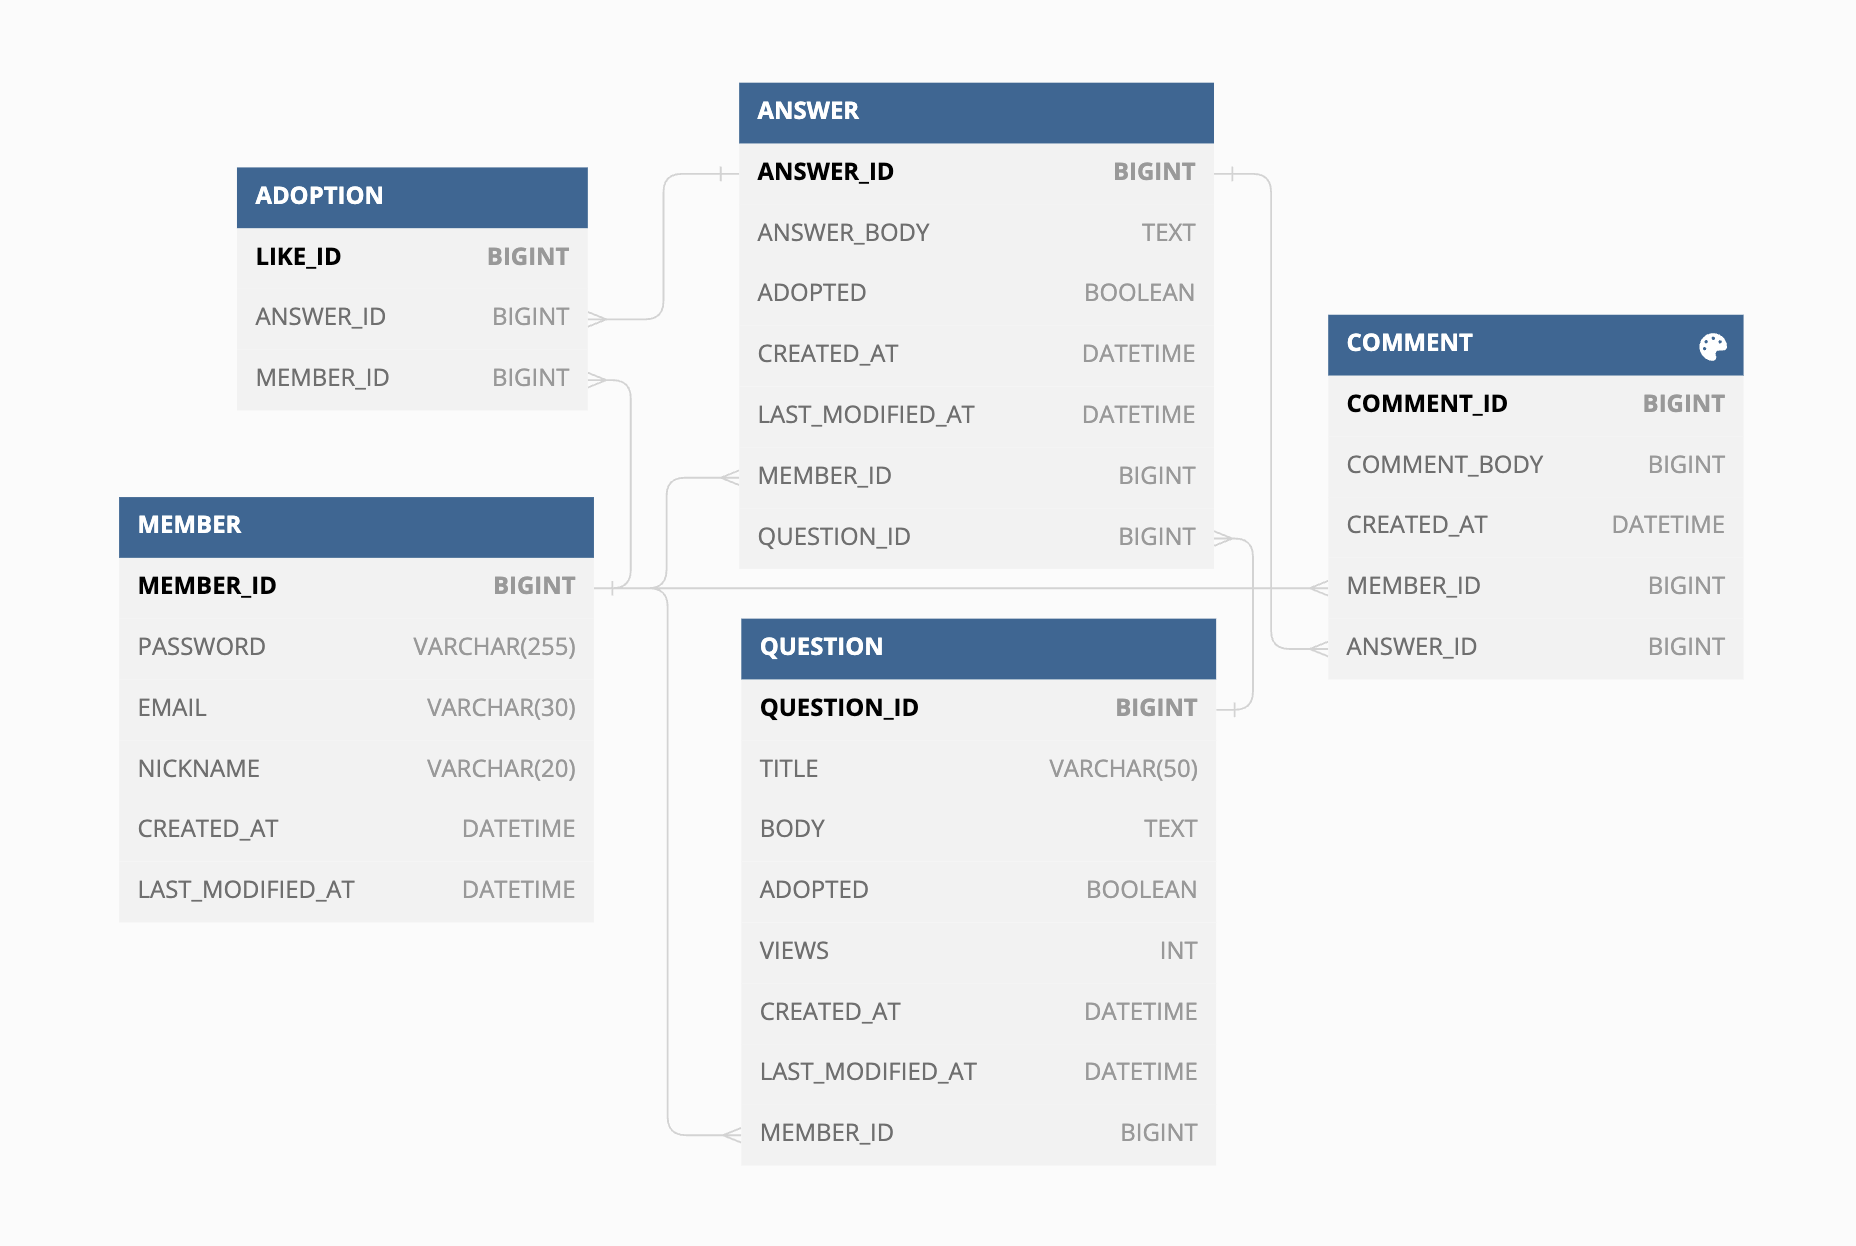 ADOPTION
LIKE_ID BIGINT
ANSWER_ID BIGINT
MEMBER_ID BIGINT
MEMBER
MEMBER_ID BIGINT
PASSWORD VARCHAR(255)
EMAIL VARCHAR(30)
NICKNAME VARCHAR(20)
CREATED_AT DATETIME
LAST_MODIFIED_AT DATETIME
ANSWER
ANSWER_ID BIGINT
ANSWER_BODY TEXT
ADOPTED BOOLEAN
CREATED_AT DATETIME
LAST_MODIFIED_AT DATETIME
MEMBER_ID BIGINT
QUESTION_ID BIGINT
QUESTION
QUESTION_ID BIGINT
TITLE VARCHAR(50)
BODY TEXT
ADOPTED BOOLEAN
VIEWS INT
CREATED_AT DATETIME
LAST_MODIFIED_AT DATETIME
MEMBER_ID BIGINT
COMMENT
COMMENT_ID BIGINT
COMMENT_BODY BIGINT
CREATED_AT DATETIME
MEMBER_ID BIGINT
ANSWER_ID BIGINT